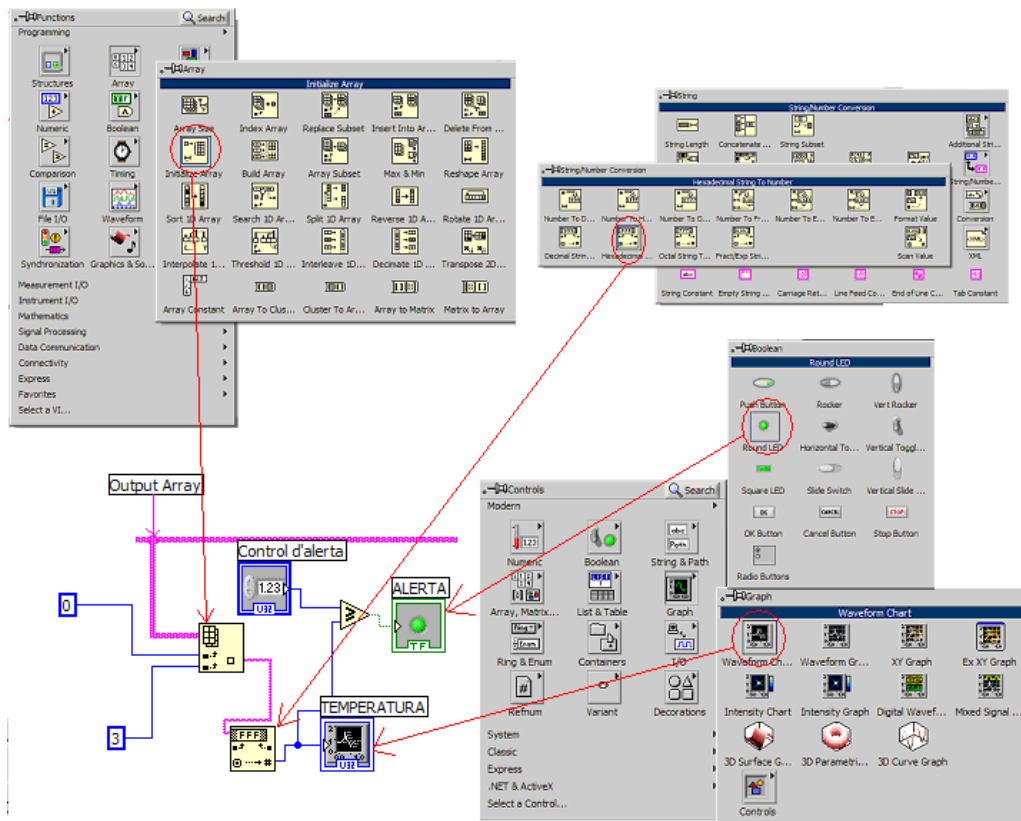 Functions
Search
Programming
Structures
Array
Numeric
Boolean
Comparison
Timing
File I/O
Waveform
Synchronization
Graphics & So...
Measurement I/O
Instrument I/O
Mathematics
Signal Processing
Data Communication
Connectivity
Express
Favorites
Select a VI...
Array
Initialize Array
Array Size
Index Array
Replace Subset
Insert Into Ar...
Delete From ...
Initialize Array
Build Array
Array Subset
Max & Min
Reshape Array
Sort 1D Array
Search 1D Ar...
Split 1D Array
Reverse 1D A...
Rotate 1D Ar...
Interpolate 1...
Threshold 1D ...
Interleave 1D...
Decimate 1D ...
Transpose 2D...
Array Constant
Array To Clus...
Cluster To Ar...
Array to Matrix
Matrix to Array
String
String/Number Conversion
String Length
Concatenate ...
String Subset
Additional Stri...
String/Numbe...
Conversion
XML
String/Number Conversion
Hexadecimal String To Number
Number To D...
Number To H...
Number To O...
Number To Fr...
Number To E...
Number To E...
Format Value
Decimal Strin...
Hexadecimal ...
Octal String T...
Fract/Exp Stri...
Scan Value
String Constant
Empty String ...
Carriage Ret...
Line Feed Co...
End of Line C...
Tab Constant
Boolean
Round LED
Push Button
Rocker
Vert Rocker
Round LED
Horizontal To...
Vertical Toggl...
Square LED
Slide Switch
Vertical Slide ...
OK
CANCEL
STOP
OK Button
Cancel Button
Stop Button
Radio Buttons
Output Array
Control d'alerta
1.23
U32
ALERTA
TF
0
3
FFF
TEMPERATURA
U32
Controls
Search
Modern
Numeric
Boolean
String & Path
Array, Matrix...
List & Table
Graph
Ring & Enum
Containers
I/O
Refnum
Variant
Decorations
System
Classic
Express
.NET & ActiveX
Select a Control...
Graph
Waveform Chart
Waveform Ch...
Waveform Gr...
XY Graph
Ex XY Graph
Intensity Chart
Intensity Graph
Digital Wavef...
Mixed Signal ...
3D Surface G...
3D Parametri...
3D Curve Graph
Controls